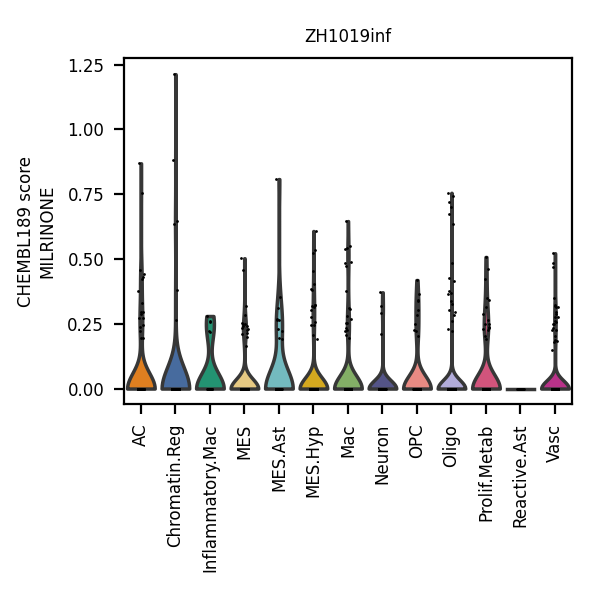 ZH1019inf
CHEMBL189 score
MILRINONE
1.25
1.00
0.75
0.50
0.25
0.00
AC
Chromatin.Reg
Inflammatory.Mac
MES
MES.Ast
MES.Hyp
Mac
Neuron
OPC
Oligo
Prolif.Metab
Reactive.Ast
Vasc